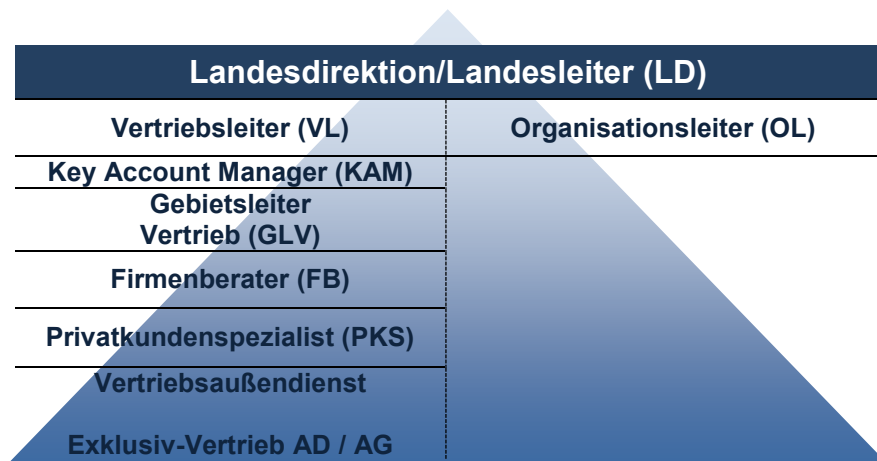 Landesdirektion/Landesleiter (LD)
Vertriebsleiter (VL)
Organisationsleiter (OL)
Key Account Manager (KAM)
Gebietsleiter
Vertrieb (GLV)
Firmenberater (FB)
Privatkundenspezialist (PKS)
Vertriebsaußendienst
Exklusiv-Vertrieb AD / AG